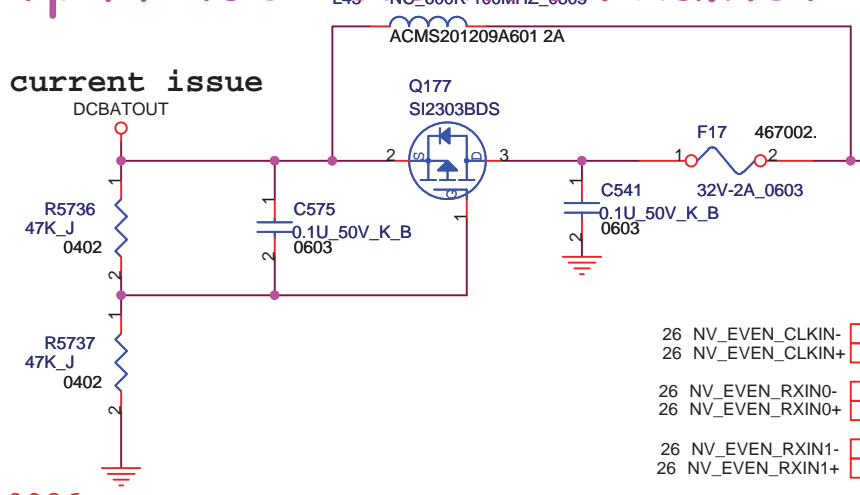 ACMS201209A601 2A
current issue
DCBATOUT
Q177
SI2303BDS
F17
467002.
2
S
D
3
1
2
1
R5736
47K_J
0402
2
1
C575
0.1U_50V_K_B
0603
2
G
1
1
C541
0.1U_50V_K_B
0603
2
32V-2A_0603
1
R5737
47K_J
0402
2
26 NV_EVEN_CLKIN-
26 NV_EVEN_CLKIN+
26 NV_EVEN_RXIN0-
26 NV_EVEN_RXIN0+
26 NV_EVEN_RXIN1-
26 NV_EVEN_RXIN1+